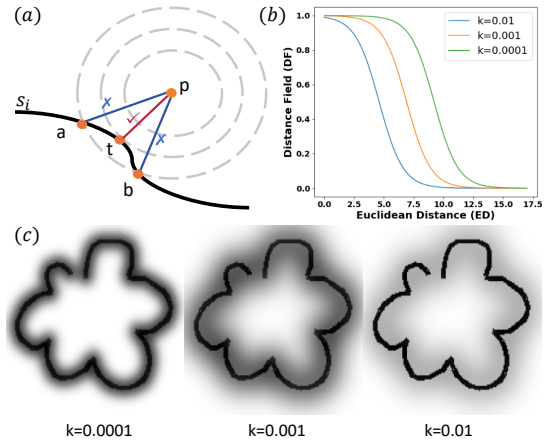 (a)
s_i
a
t
b
p
✗
✓
✗
(b)
Distance Field (DF)
1.0
0.8
0.6
0.4
0.2
0.0
k=0.01
k=0.001
k=0.0001
0.0 2.5 5.0 7.5 10.0 12.5 15.0 17.5
Euclidean Distance (ED)
(c)
k=0.0001 k=0.001 k=0.01